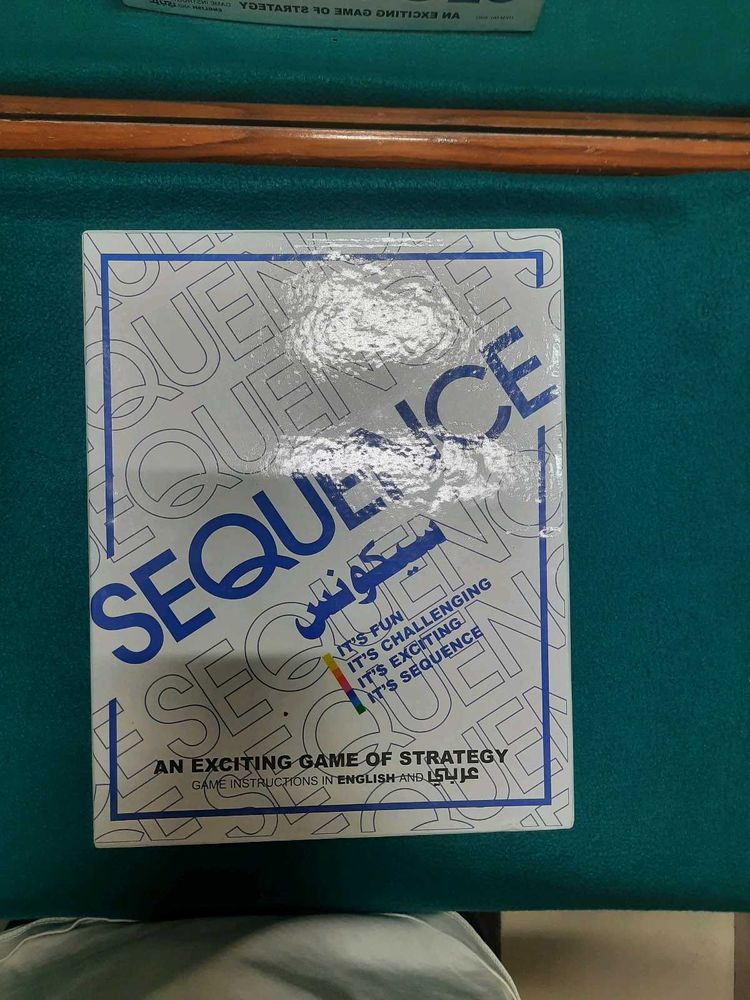 AN EXCITING GAME OF STRATEGY
SEQUENCE
سيكونس
IT'S FUN
IT'S CHALLENGING
IT'S EXCITING
IT'S SEQUENCE
AN EXCITING GAME OF STRATEGY
GAME INSTRUCTIONS IN ENGLISH AND عربي